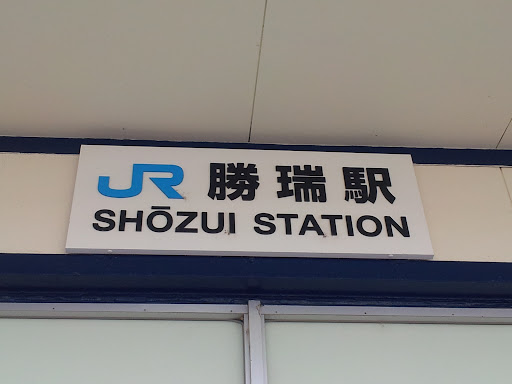 JR 勝瑞駅
SHŌZUI STATION